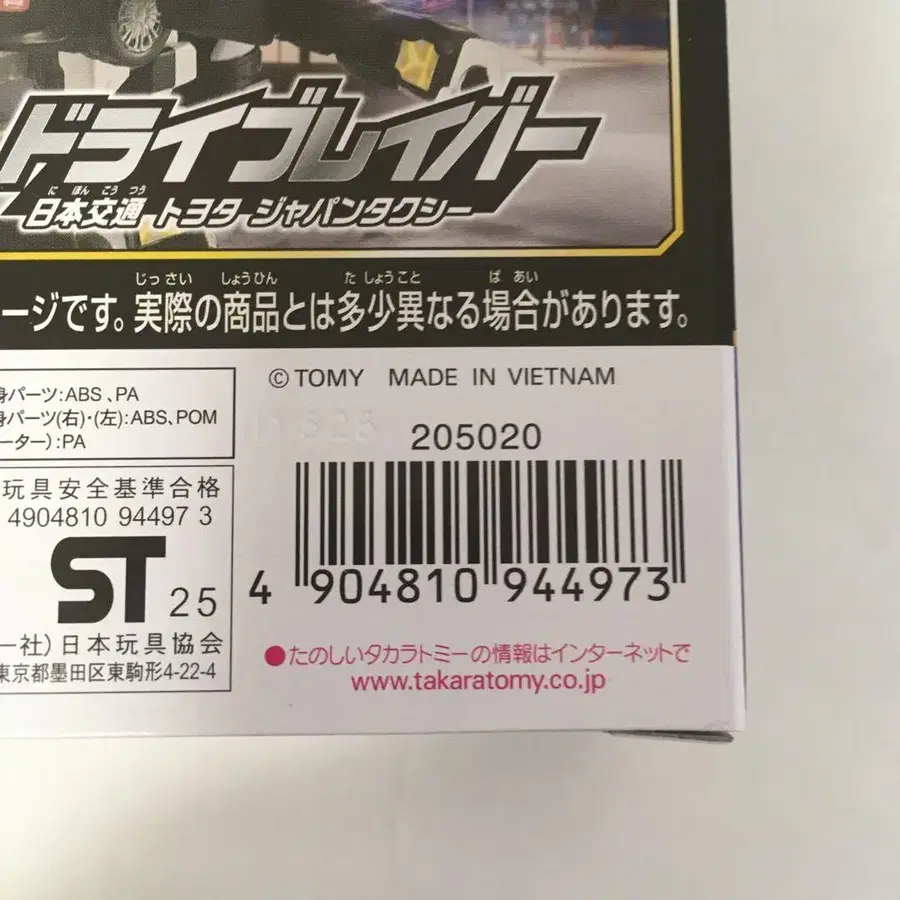 ドライブレイバー
に ほん こう つう
日本交通 トヨタ ジャパンタクシー
じっ さい しょうひん た しょう こと ば あい
ージです。実際の商品とは多少異なる場合があります。
身パーツ:ABS、PA
身パーツ(右)・(左):ABS、POM
ーター):PA
© TOMY MADE IN VIETNAM
205020
玩具安全基準合格
4904810 94497 3
ST 25
ー社)日本玩具協会
東京都墨田区東駒形4-22-4
4 904810 944973
●たのしいタカラトミーの情報はインターネットで
www.takaratomy.co.jp